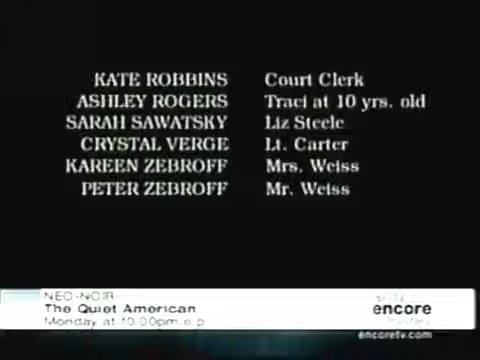 KATE ROBBINS Court Clerk
ASHLEY ROGERS Traci at 10 yrs. old
SARAH SAWATSKY Liz Steele
CRYSTAL VERGE Lt. Carter
KAREEN ZEBROFF Mrs. Weiss
PETER ZEBROFF Mr. Weiss
NEO-NOIR
The Quiet American
Monday at 10:00pm e.p.
encore
encoretv.com